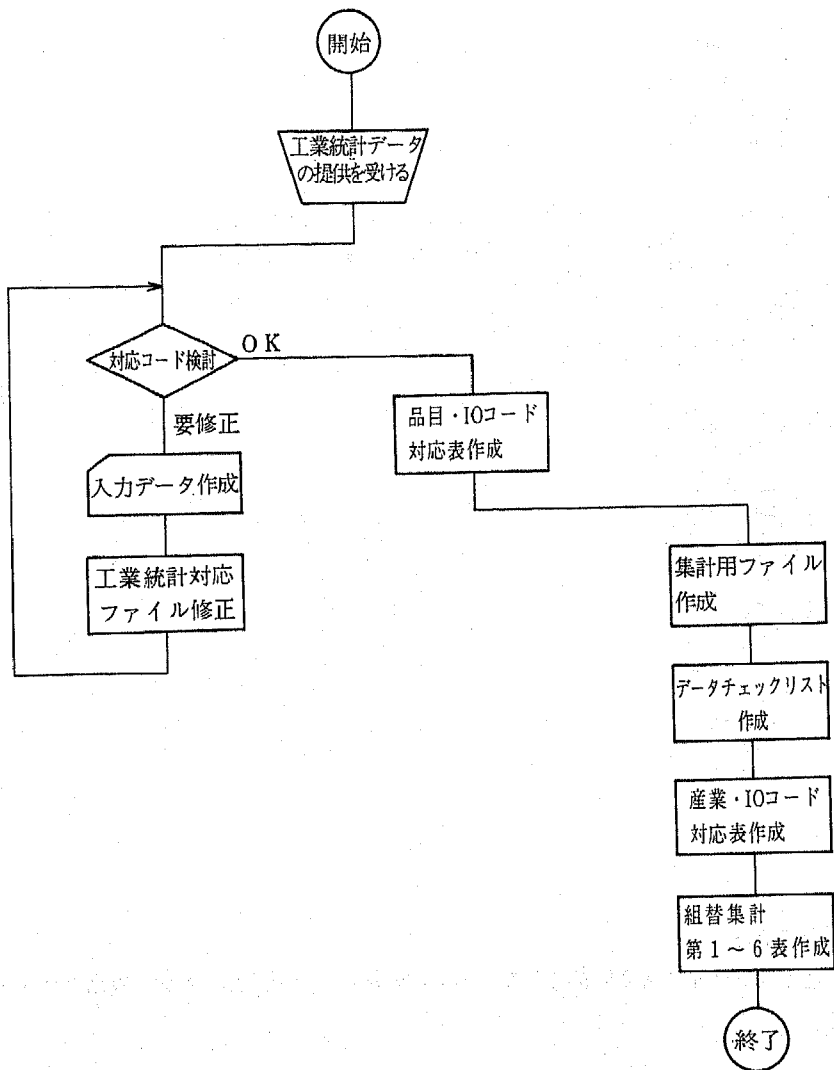 開始
工業統計データ
の提供を受ける
対応コード検討
OK
要修正
入力データ作成
工業統計対応
ファイル修正
品目・IOコード
対応表作成
集計用ファイル
作成
データチェックリスト
作成
産業・IOコード
対応表作成
組替集計
第1～6表作成
終了